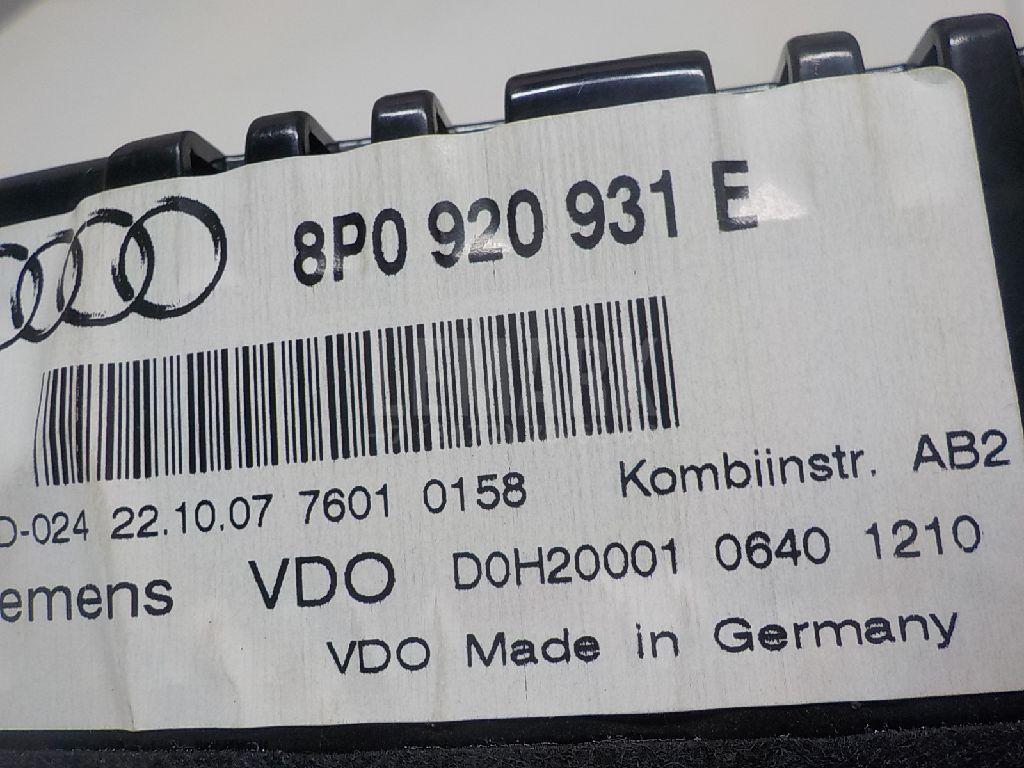 8P0 920 931 E
D-024 22.10.07 7601 0158 Kombiinstr. AB2
emens VDO D0H20001 0640 1210
VDO Made in Germany